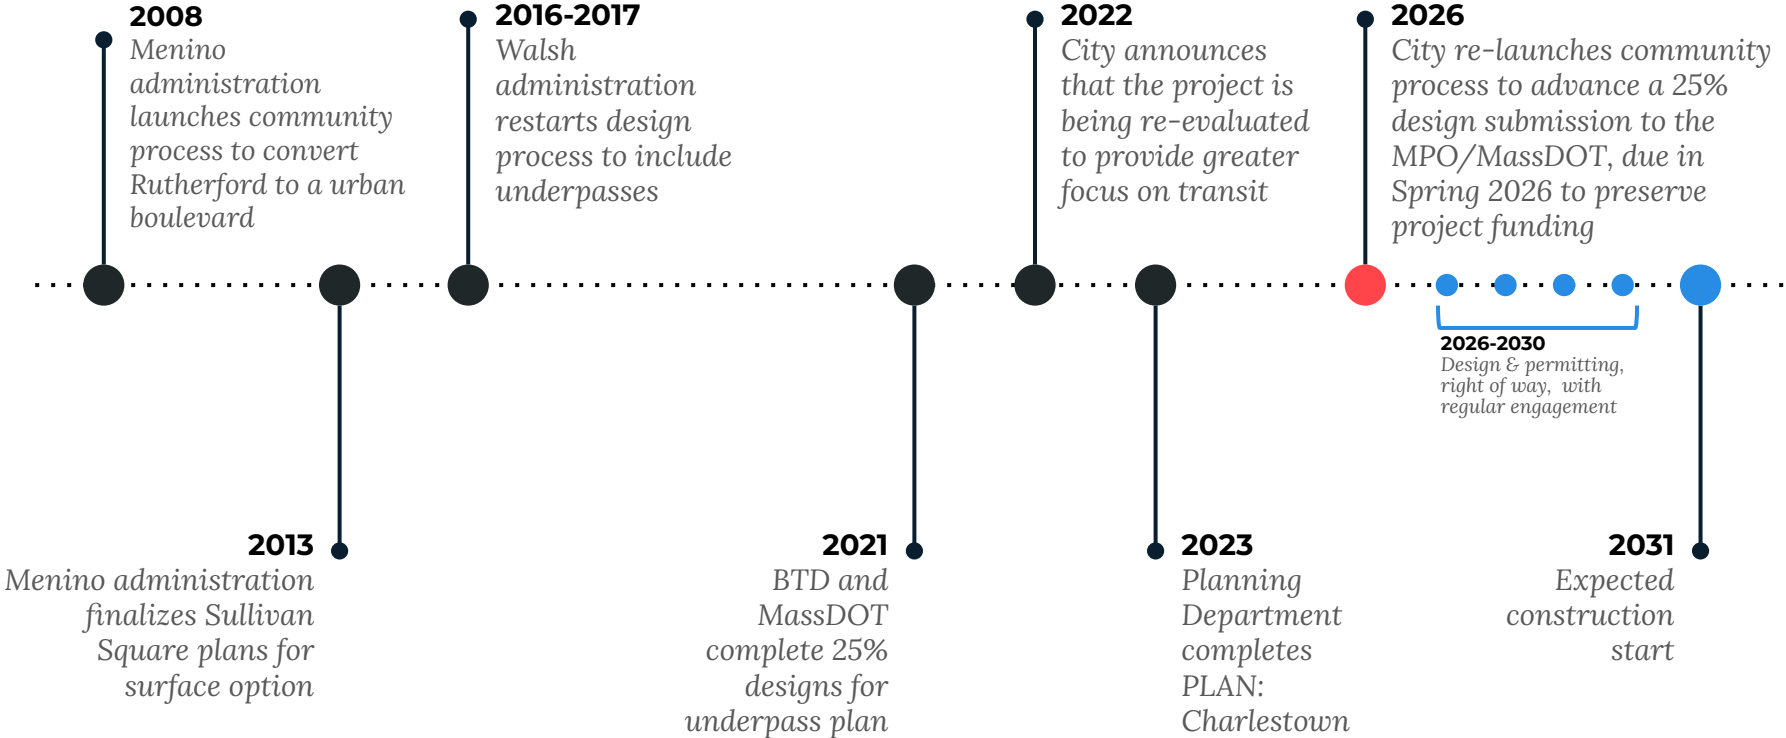 2008
Menino
administration
launches community
process to convert
Rutherford to a urban
boulevard
2016-2017
Walsh
administration
restarts design
process to include
underpasses
2022
City announces
that the project is
being re-evaluated
to provide greater
focus on transit
2026
City re-launches community
process to advance a 25%
design submission to the
MPO/MassDOT, due in
Spring 2026 to preserve
project funding
2026-2030
Design & permitting,
right of way, with
regular engagement
2013
Menino administration
finalizes Sullivan
Square plans for
surface option
2021
BTD and
MassDOT
complete 25%
designs for
underpass plan
2023
Planning
Department
completes
PLAN:
Charlestown
2031
Expected
construction
start